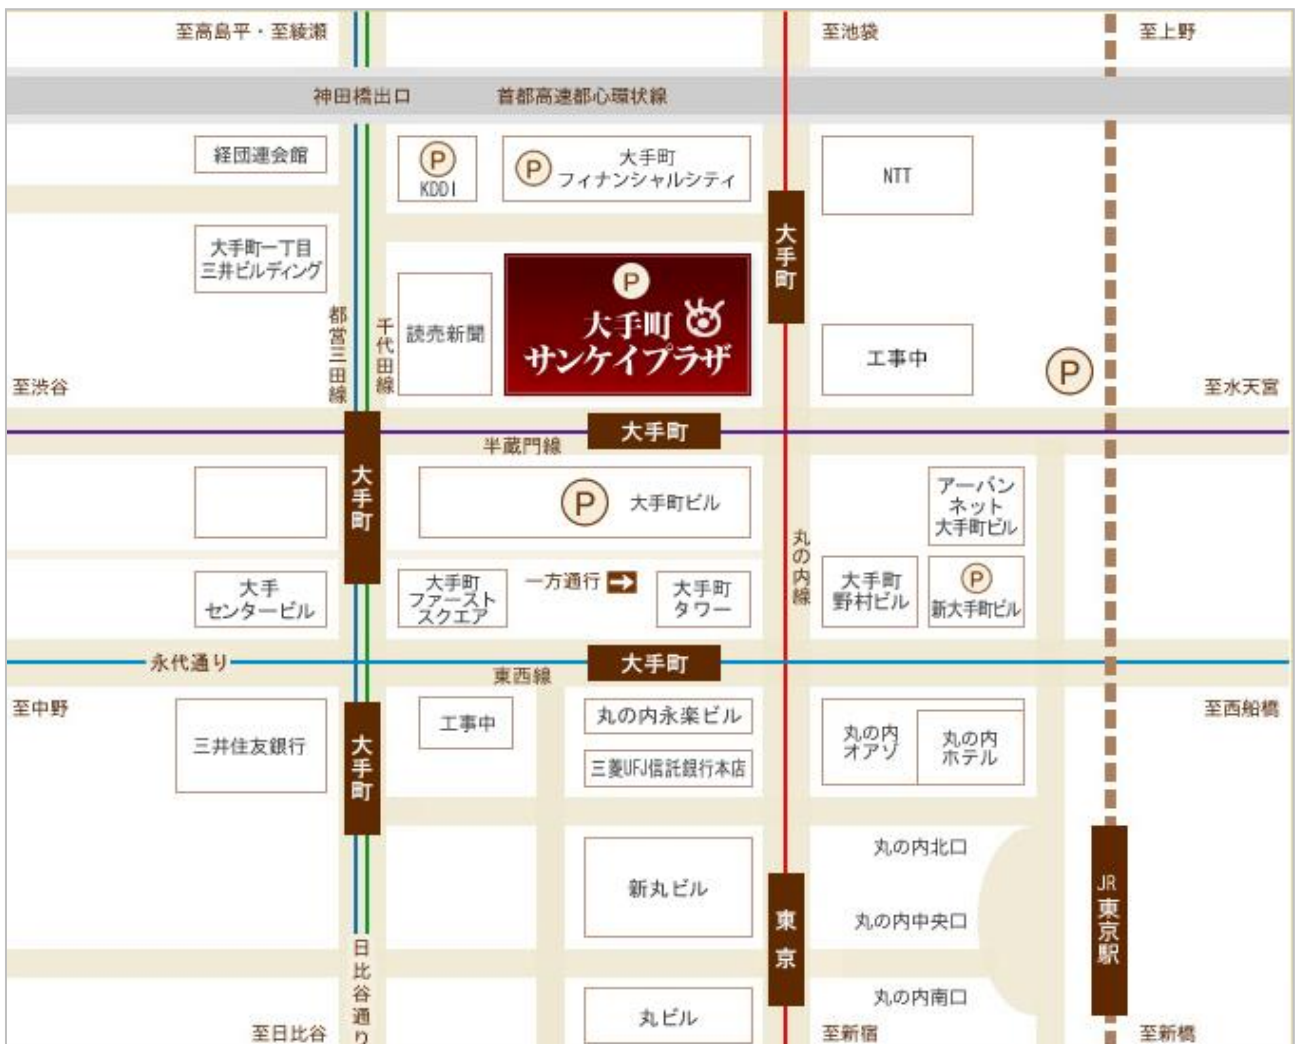 至高島平・至綾瀬
至池袋
至上野
神田橋出口
首都高速都心環状線
経団連会館
P
KDDI
P
大手町
フィナンシャルシティ
NTT
大手町
大手町一丁目
三井ビルディング
都営三田線
千代田線
読売新聞
P
大手町
サンケイプラザ
工事中
P
至渋谷
至水天宮
大手町
半蔵門線
大手町
P
大手町ビル
アーバン
ネット
大手町ビル
丸の内線
大手
センタービル
大手町
ファースト
スクエア
一方通行
大手町
タワー
大手町
野村ビル
P
新大手町ビル
永代通り
大手町
東西線
至中野
至西船橋
三井住友銀行
大手町
工事中
丸の内永楽ビル
三菱UFJ信託銀行本店
丸の内
オアゾ
丸の内
ホテル
新丸ビル
丸の内北口
丸の内中央口
丸の内南口
東京
JR東京駅
日比谷通り
丸ビル
至日比谷
至新宿
至新橋